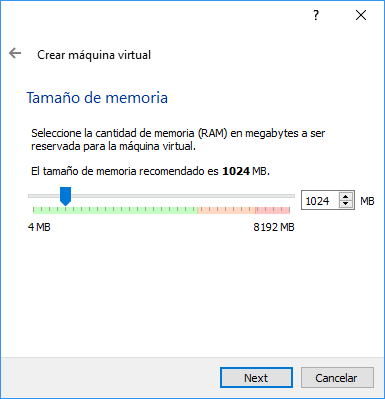 ?
Crear máquina virtual
Tamaño de memoria
Seleccione la cantidad de memoria (RAM) en megabytes a ser
reservada para la máquina virtual.
El tamaño de memoria recomendado es 1024 MB.
1024 MB
4 MB 8192 MB
Next Cancelar